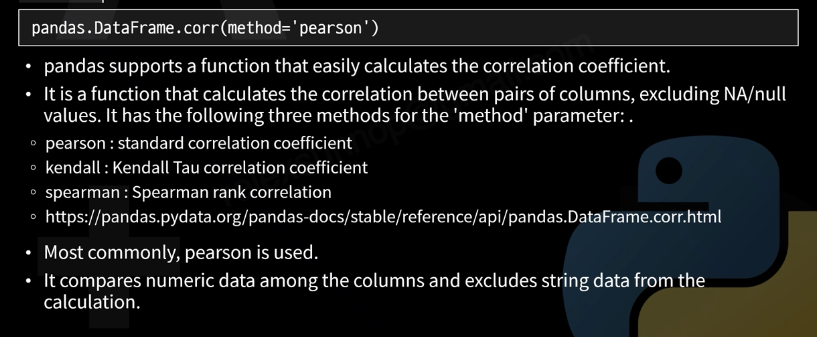 pandas.DataFrame.corr(method='pearson')
• pandas supports a function that easily calculates the correlation coefficient.
• It is a function that calculates the correlation between pairs of columns, excluding NA/null
values. It has the following three methods for the 'method' parameter: .
◦ pearson : standard correlation coefficient
◦ kendall : Kendall Tau correlation coefficient
◦ spearman : Spearman rank correlation
◦ https://pandas.pydata.org/pandas-docs/stable/reference/api/pandas.DataFrame.corr.html
• Most commonly, pearson is used.
• It compares numeric data among the columns and excludes string data from the
calculation.